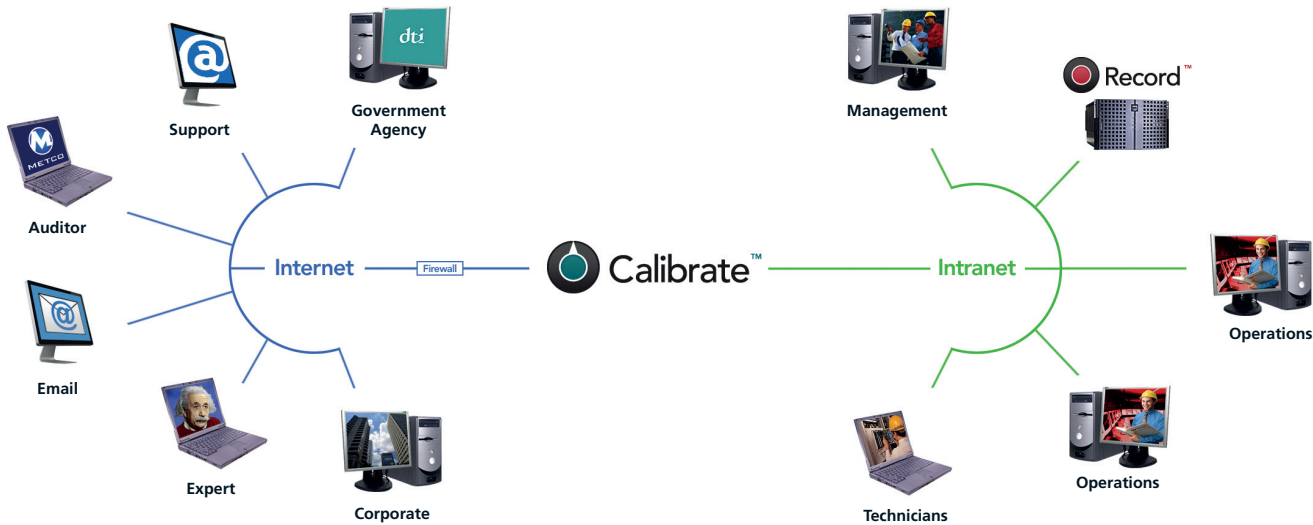 dti
Government
Agency
@
Support
M
METCO
Auditor
@
Email
Expert
Corporate
Internet
Firewall
Calibrate™
Intranet
Management
Record™
Operations
Operations
Technicians